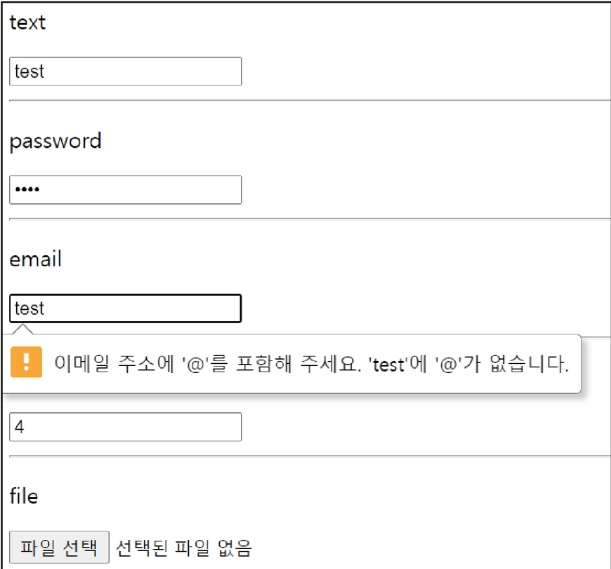 text
test
password
••••
email
test
이메일 주소에 '@'를 포함해 주세요. 'test'에 '@'가 없습니다.
4
file
파일 선택 선택된 파일 없음